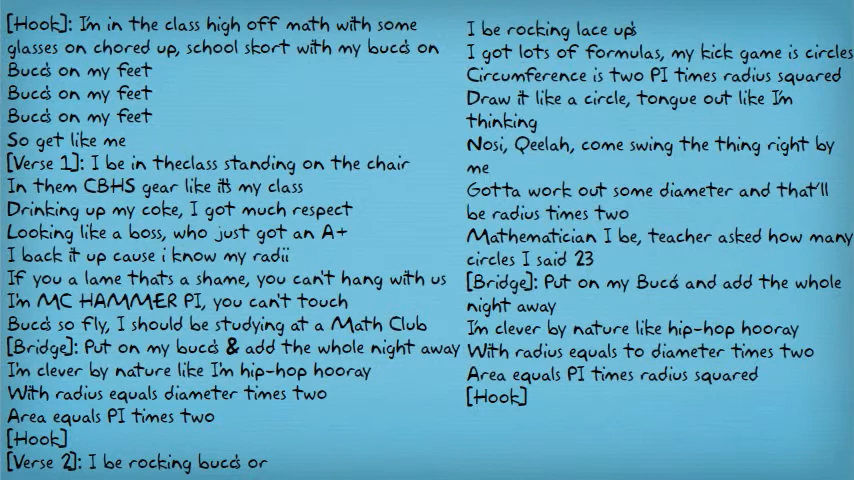 [Hook]: I'm in the class high off math with some
glasses on chored up, school skort with my bucc's on
Bucc's on my feet
Bucc's on my feet
Bucc's on my feet
So get like me
[Verse 1]: I be in theclass standing on the chair
In them CBHS gear like it's my class
Drinking up my coke, I got much respect
Looking like a boss, who just got an A+
I back it up cause i know my radii
If you a lame thats a shame, you can't hang with us
I'm MC HAMMER PI, you can't touch
Bucc's so fly, I should be studying at a Math Club
[Bridge]: Put on my bucc's & add the whole night away
I'm clever by nature like I'm hip-hop hooray
With radius equals diameter times two
Area equals PI times two
[Hook]
[Verse 2]: I be rocking bucc's or
I be rocking lace up's
I got lots of formulas, my kick game is circles
Circumference is two PI times radius squared
Draw it like a circle, tongue out like I'm
thinking
Nosi, Qeelah, come swing the thing right by
me
Gotta work out some diameter and that'll
be radius times two
Mathematician I be, teacher asked how many
circles I said 23
[Bridge]: Put on my Bucc's and add the whole
night away
I'm clever by nature like hip-hop hooray
With radius equals to diameter times two
Area equals PI times radius squared
[Hook]